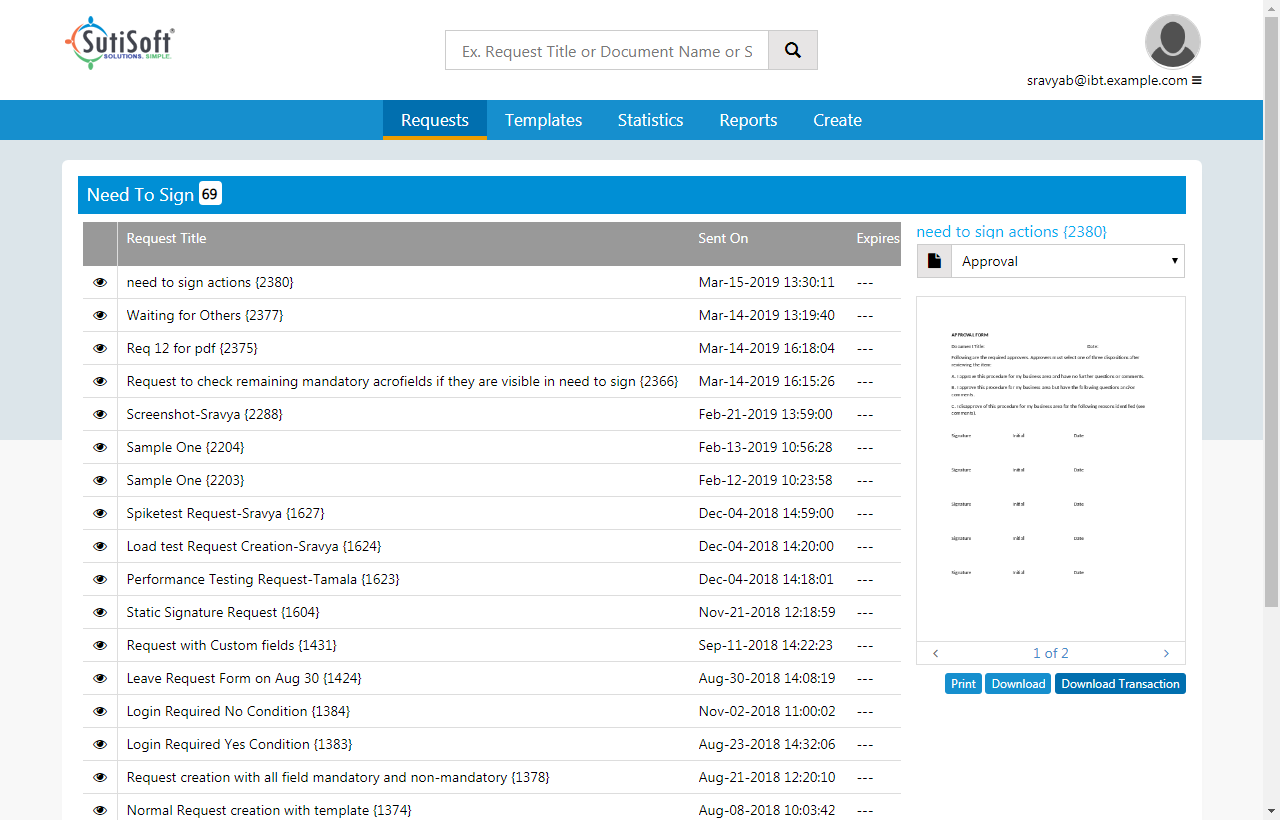 SutiSoft®
SOLUTIONS. SIMPLE.
Ex. Request Title or Document Name or S
sravyab@ibt.example.com
Requests Templates Statistics Reports Create
Need To Sign 69
Request Title Sent On Expires
need to sign actions {2380} Mar-15-2019 13:30:11 ---
Waiting for Others {2377} Mar-14-2019 13:19:40 ---
Req 12 for pdf {2375} Mar-14-2019 16:18:04 ---
Request to check remaining mandatory acrofields if they are visible in need to sign {2366} Mar-14-2019 16:15:26 ---
Screenshot-Sravya {2288} Feb-21-2019 13:59:00 ---
Sample One {2204} Feb-13-2019 10:56:28 ---
Sample One {2203} Feb-12-2019 10:23:58 ---
Spiketest Request-Sravya {1627} Dec-04-2018 14:59:00 ---
Load test Request Creation-Sravya {1624} Dec-04-2018 14:20:00 ---
Performance Testing Request-Tamala {1623} Dec-04-2018 14:18:01 ---
Static Signature Request {1604} Nov-21-2018 12:18:59 ---
Request with Custom fields {1431} Sep-11-2018 14:22:23 ---
Leave Request Form on Aug 30 {1424} Aug-30-2018 14:08:19 ---
Login Required No Condition {1384} Nov-02-2018 11:00:02 ---
Login Required Yes Condition {1383} Aug-23-2018 14:32:06 ---
Request creation with all field mandatory and non-mandatory {1378} Aug-21-2018 12:20:10 ---
Normal Request creation with template {1374} Aug-08-2018 10:03:42 ---
need to sign actions {2380}
Approval
APPROVAL FORM
Document Title: Date:
Following are the required approvers. Approvers must select one of three dispositions after
reviewing the item:
A. I approve this procedure for my business area and have no further questions or comments.
B. I approve this procedure for my business area but have the following questions and/or
comments.
C. I disapprove of this procedure for my business area for the following reasons identified (see
comments).
Signature Initial Date
Signature Initial Date
Signature Initial Date
Signature Initial Date
Signature Initial Date
1 of 2
Print Download Download Transaction